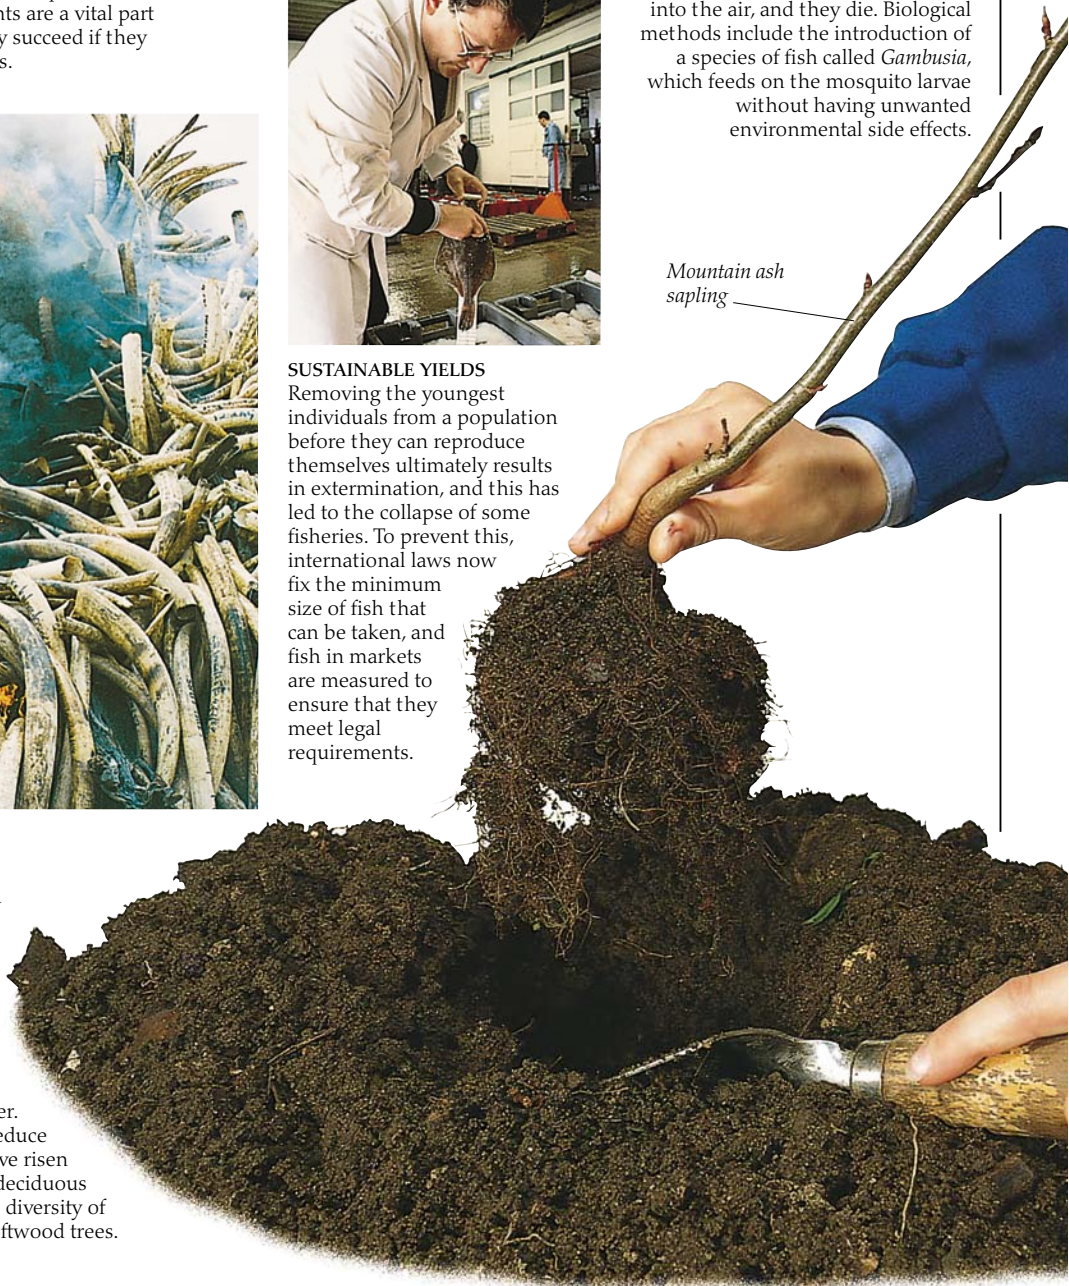 nts are a vital part
y succeed if they
s.
into the air, and they die. Biological
methods include the introduction of
a species of fish called Gambusia,
which feeds on the mosquito larvae
without having unwanted
environmental side effects.
Mountain ash
sapling
SUSTAINABLE YIELDS
Removing the youngest
individuals from a population
before they can reproduce
themselves ultimately results
in extermination, and this has
led to the collapse of some
fisheries. To prevent this,
international laws now
fix the minimum
size of fish that
can be taken, and
fish in markets
are measured to
ensure that they
meet legal
requirements.
er.
educe
ve risen
deciduous
diversity of
ftwood trees.